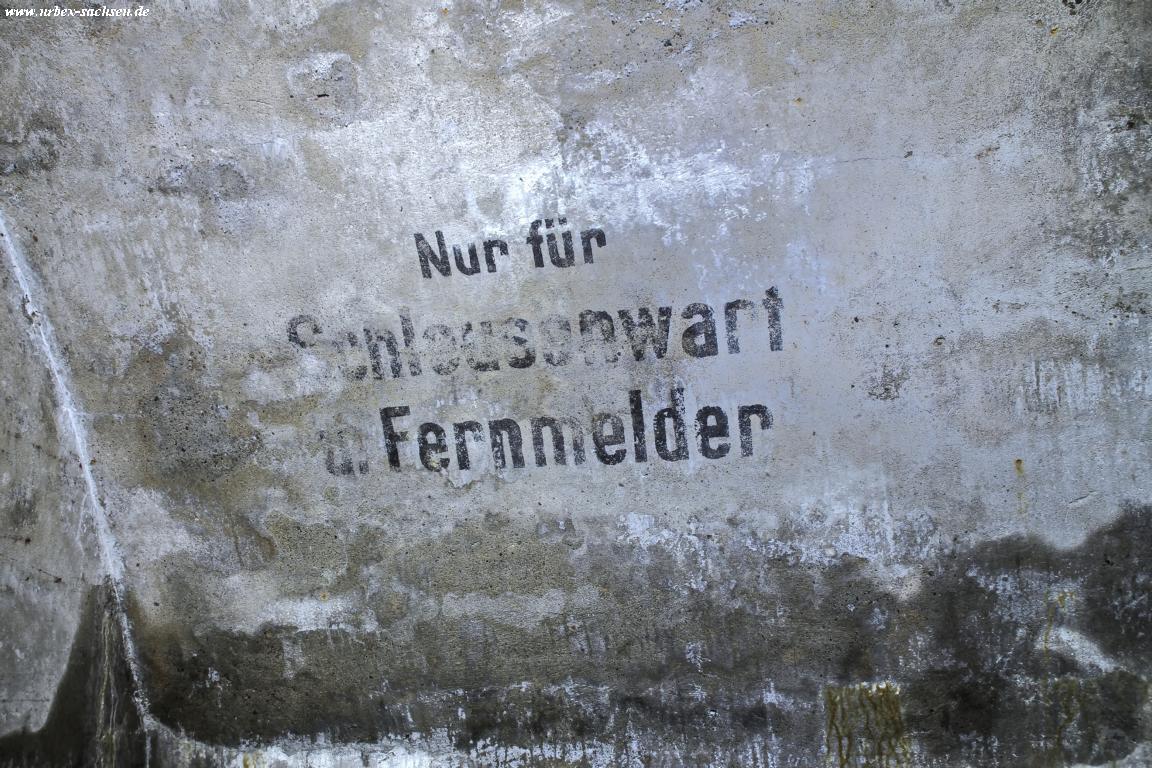 www.urbex-sachsen.de
Nur für
Schleusenwart
u. Fernmelder